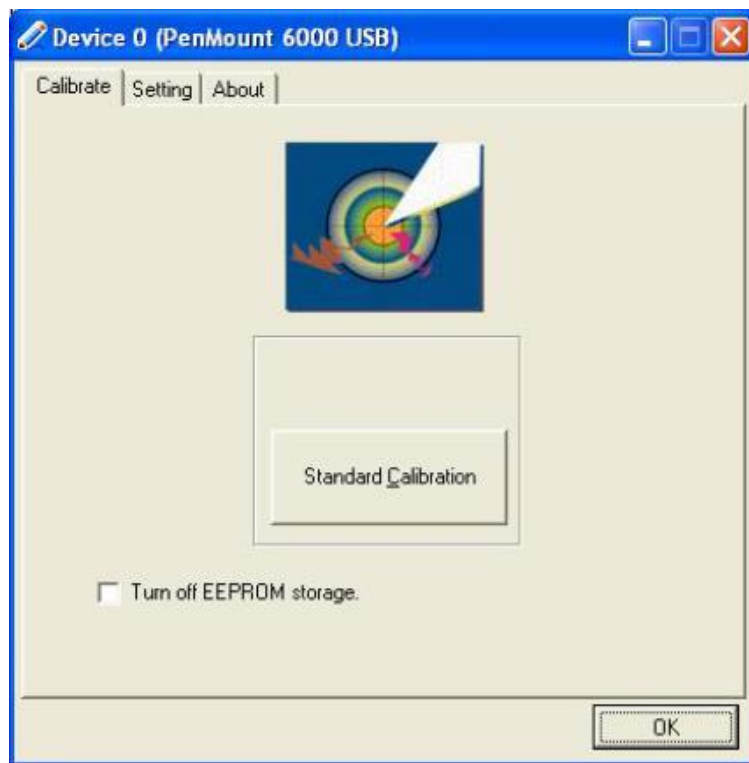 Device 0 (PenMount 6000 USB)
Calibrate Setting About
Standard Calibration
Turn off EEPROM storage.
OK